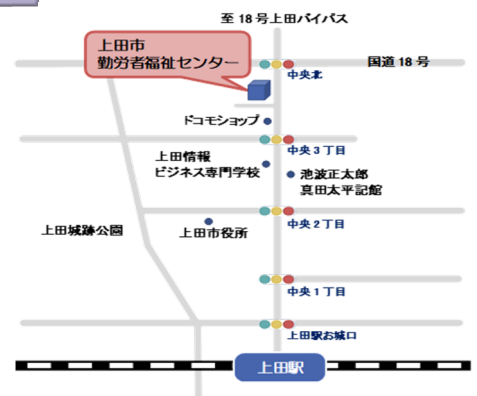 至18号上田バイパス
上田市
勤労者福祉センター
国道18号
中央北
ドコモショップ
中央3丁目
上田情報
ビジネス専門学校
池波正太郎
真田太平記館
中央2丁目
上田城跡公園
上田市役所
中央1丁目
上田駅お城口
上田駅